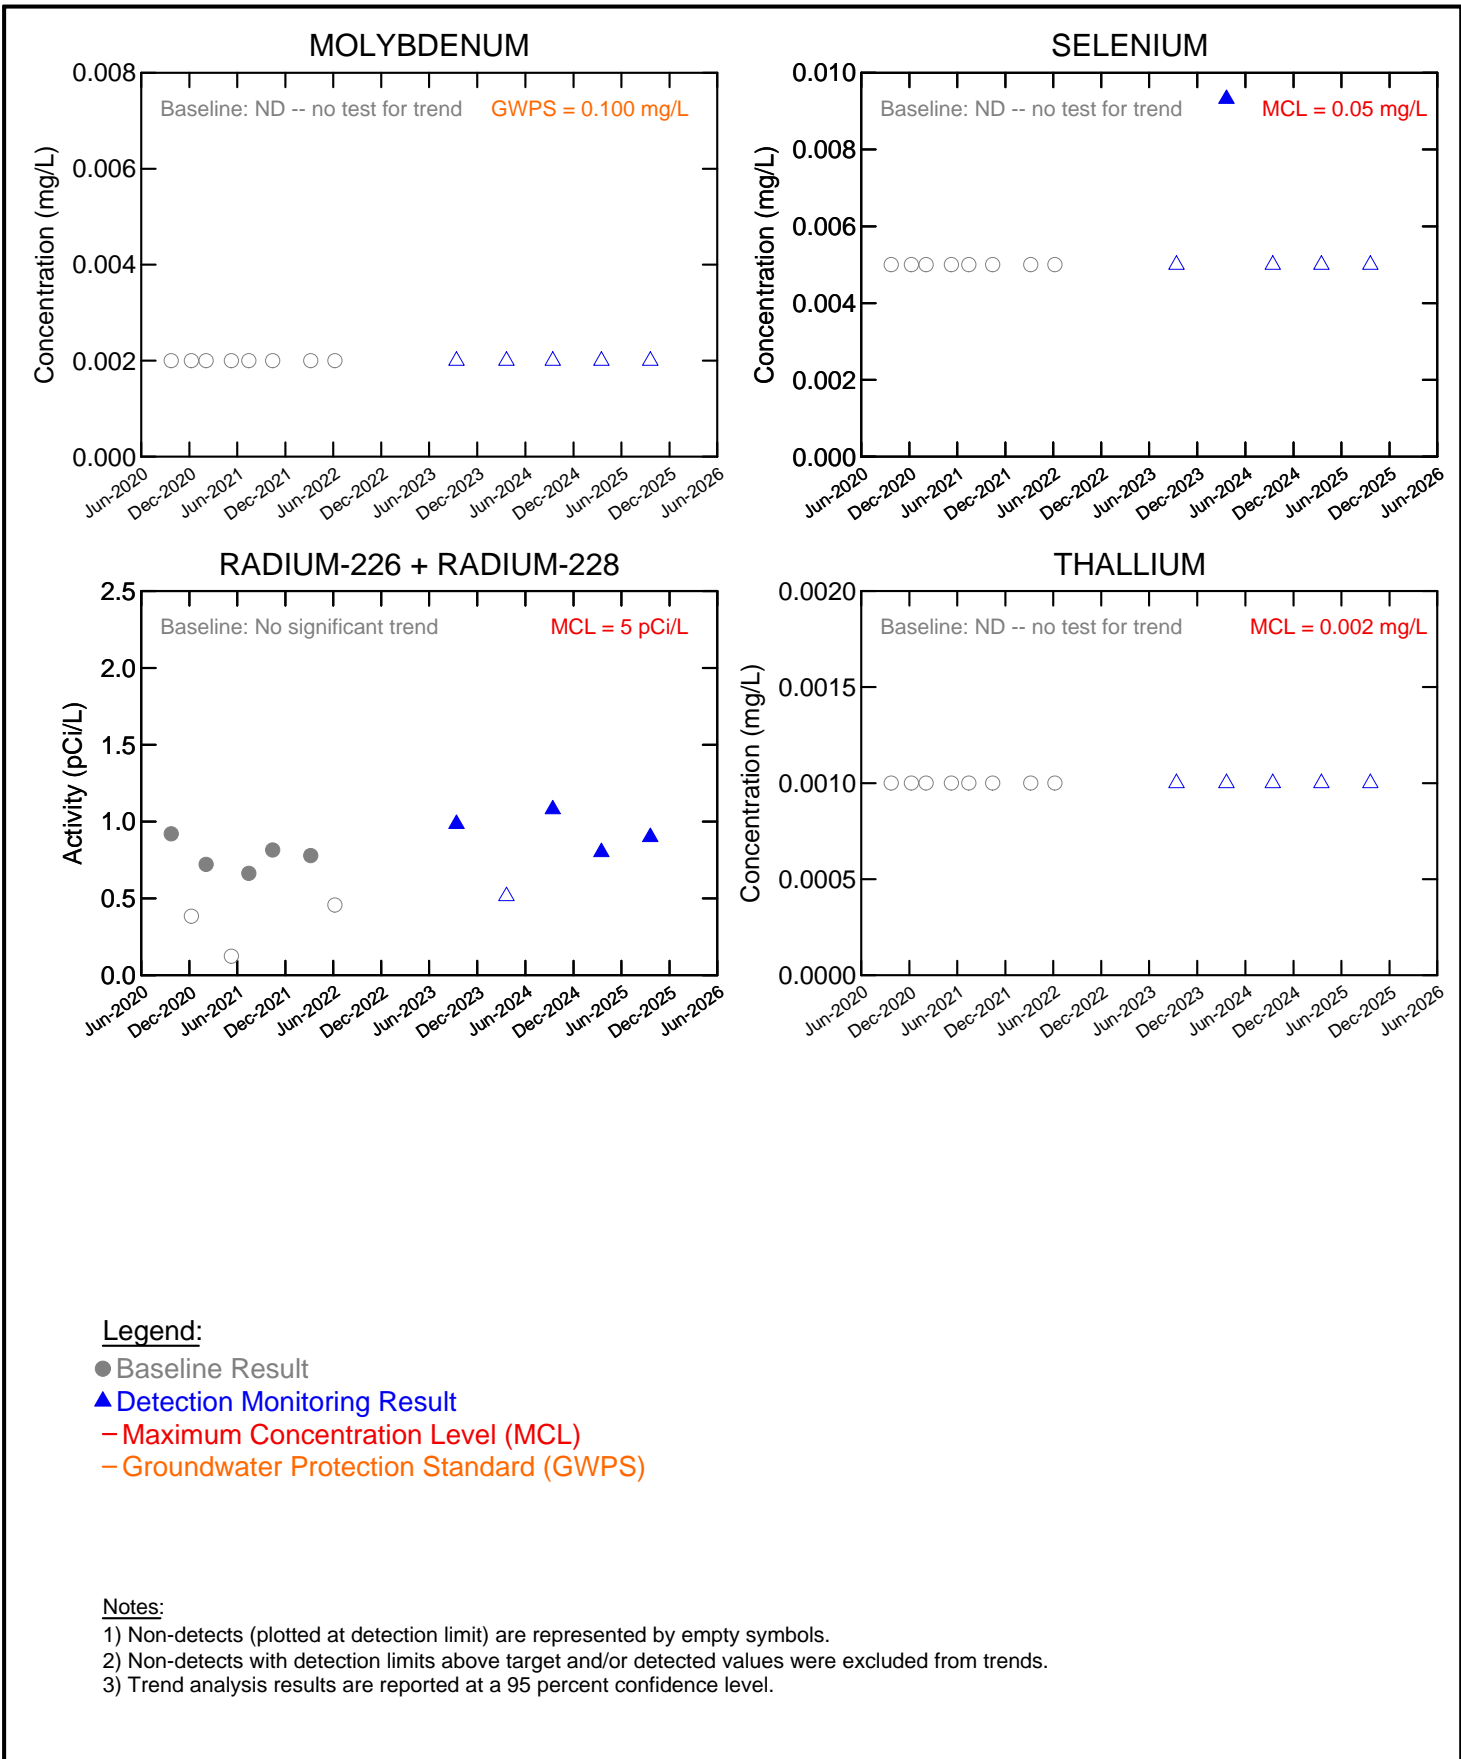 MOLYBDENUM
Baseline: ND -- no test for trend GWPS = 0.100 mg/L
Concentration (mg/L)
0.008
0.006
0.004
0.002
0.000
Jun-2020 Dec-2020 Jun-2021 Dec-2021 Jun-2022 Dec-2022 Jun-2023 Dec-2023 Jun-2024 Dec-2024 Jun-2025 Dec-2025 Jun-2026
SELENIUM
Baseline: ND -- no test for trend MCL = 0.05 mg/L
Concentration (mg/L)
0.010
0.008
0.006
0.004
0.002
0.000
Jun-2020 Dec-2020 Jun-2021 Dec-2021 Jun-2022 Dec-2022 Jun-2023 Dec-2023 Jun-2024 Dec-2024 Jun-2025 Dec-2025 Jun-2026
RADIUM-226 + RADIUM-228
Baseline: No significant trend MCL = 5 pCi/L
Activity (pCi/L)
2.5
2.0
1.5
1.0
0.5
0.0
Jun-2020 Dec-2020 Jun-2021 Dec-2021 Jun-2022 Dec-2022 Jun-2023 Dec-2023 Jun-2024 Dec-2024 Jun-2025 Dec-2025 Jun-2026
THALLIUM
Baseline: ND -- no test for trend MCL = 0.002 mg/L
Concentration (mg/L)
0.0020
0.0015
0.0010
0.0005
0.0000
Jun-2020 Dec-2020 Jun-2021 Dec-2021 Jun-2022 Dec-2022 Jun-2023 Dec-2023 Jun-2024 Dec-2024 Jun-2025 Dec-2025 Jun-2026
Legend:
Baseline Result
Detection Monitoring Result
Maximum Concentration Level (MCL)
Groundwater Protection Standard (GWPS)
Notes:
1) Non-detects (plotted at detection limit) are represented by empty symbols.
2) Non-detects with detection limits above target and/or detected values were excluded from trends.
3) Trend analysis results are reported at a 95 percent confidence level.